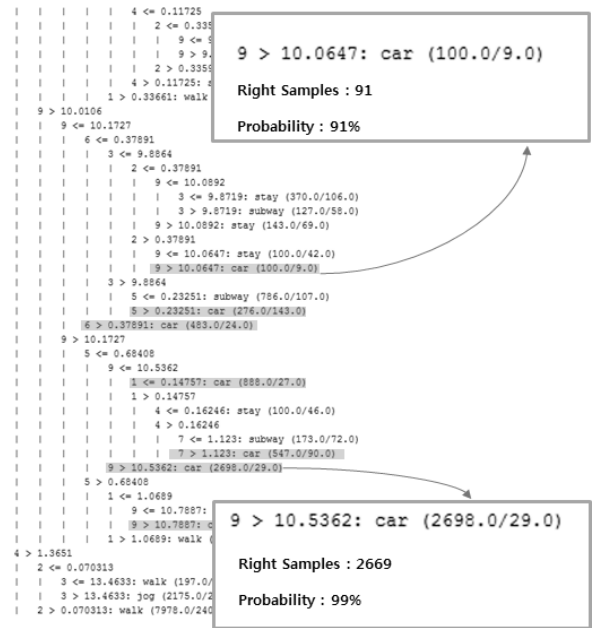 | | | | | 4 <= 0.11725
| | | | | | 2 <= 0.335
| | | | | | | 9 <=
| | | | | | | 9 > 9.
| | | | | | 2 > 0.3359
| | | | | 4 > 0.11725:
| | | | 1 > 0.33661: walk
| 9 > 10.0106
| | 9 <= 10.1727
| | | 6 <= 0.37891
| | | | 3 <= 9.8864
| | | | | 2 <= 0.37891
| | | | | | 9 <= 10.0892
| | | | | | | 3 <= 9.8719: stay (370.0/106.0)
| | | | | | | 3 > 9.8719: subway (127.0/58.0)
| | | | | | 9 > 10.0892: stay (143.0/69.0)
| | | | | 2 > 0.37891
| | | | | | 9 <= 10.0647: stay (100.0/42.0)
| | | | | | 9 > 10.0647: car (100.0/9.0)
| | | | 3 > 9.8864
| | | | | 5 <= 0.23251: subway (786.0/107.0)
| | | | | 5 > 0.23251: car (276.0/143.0)
| | | 6 > 0.37891: car (483.0/24.0)
| | 9 > 10.1727
| | | 5 <= 0.68408
| | | | 9 <= 10.5362
| | | | | 1 <= 0.14757: car (888.0/27.0)
| | | | | 1 > 0.14757
| | | | | | 4 <= 0.16246: stay (100.0/46.0)
| | | | | | 4 > 0.16246
| | | | | | | 7 <= 1.123: subway (173.0/72.0)
| | | | | | | 7 > 1.123: car (547.0/90.0)
| | | | 9 > 10.5362: car (2698.0/29.0)
| | | 5 > 0.68408
| | | | 1 <= 1.0689
| | | | | 9 <= 10.7887:
| | | | | 9 > 10.7887:
| | | | 1 > 1.0689: walk (
4 > 1.3651
| 2 <= 0.070313
| | 3 <= 13.4633: walk (197.0/
| | 3 > 13.4633: jog (2175.0/2
| 2 > 0.070313: walk (7978.0/240
9 > 10.0647: car (100.0/9.0)
Right Samples : 91
Probability : 91%
9 > 10.5362: car (2698.0/29.0)
Right Samples : 2669
Probability : 99%